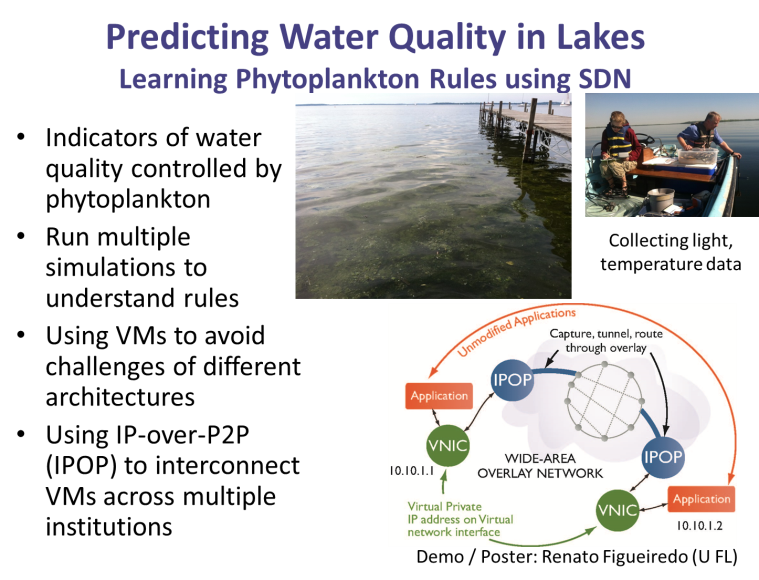 Predicting Water Quality in Lakes
Learning Phytoplankton Rules using SDN
• Indicators of water
quality controlled by
phytoplankton
• Run multiple
simulations to
understand rules
• Using VMs to avoid
challenges of different
architectures
• Using IP-over-P2P
(IPOP) to interconnect
VMs across multiple
institutions
Collecting light,
temperature data
Unmodified Applications
Capture, tunnel, route
through overlay
IPOP
Application
VNIC
10.10.1.1
WIDE-AREA
OVERLAY NETWORK
IPOP
Virtual Private
IP address on Virtual
network interface
VNIC
Application
10.10.1.2
Demo / Poster: Renato Figueiredo (U FL)